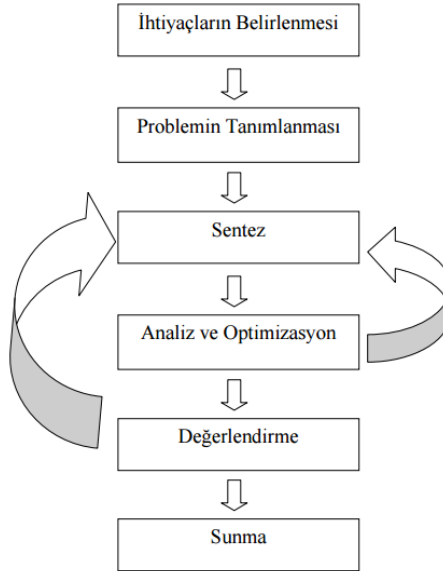 İhtiyaçların Belirlenmesi
Problemin Tanımlanması
Sentez
Analiz ve Optimizasyon
Değerlendirme
Sunma